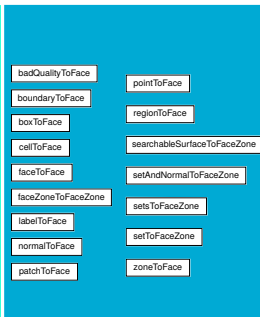 badQualityToFace
boundaryToFace
boxToFace
cellToFace
faceToFace
faceZoneToFaceZone
labelToFace
normalToFace
patchToFace
pointToFace
regionToFace
searchableSurfaceToFaceZone
setAndNormalToFaceZone
setsToFaceZone
setToFaceZone
zoneToFace